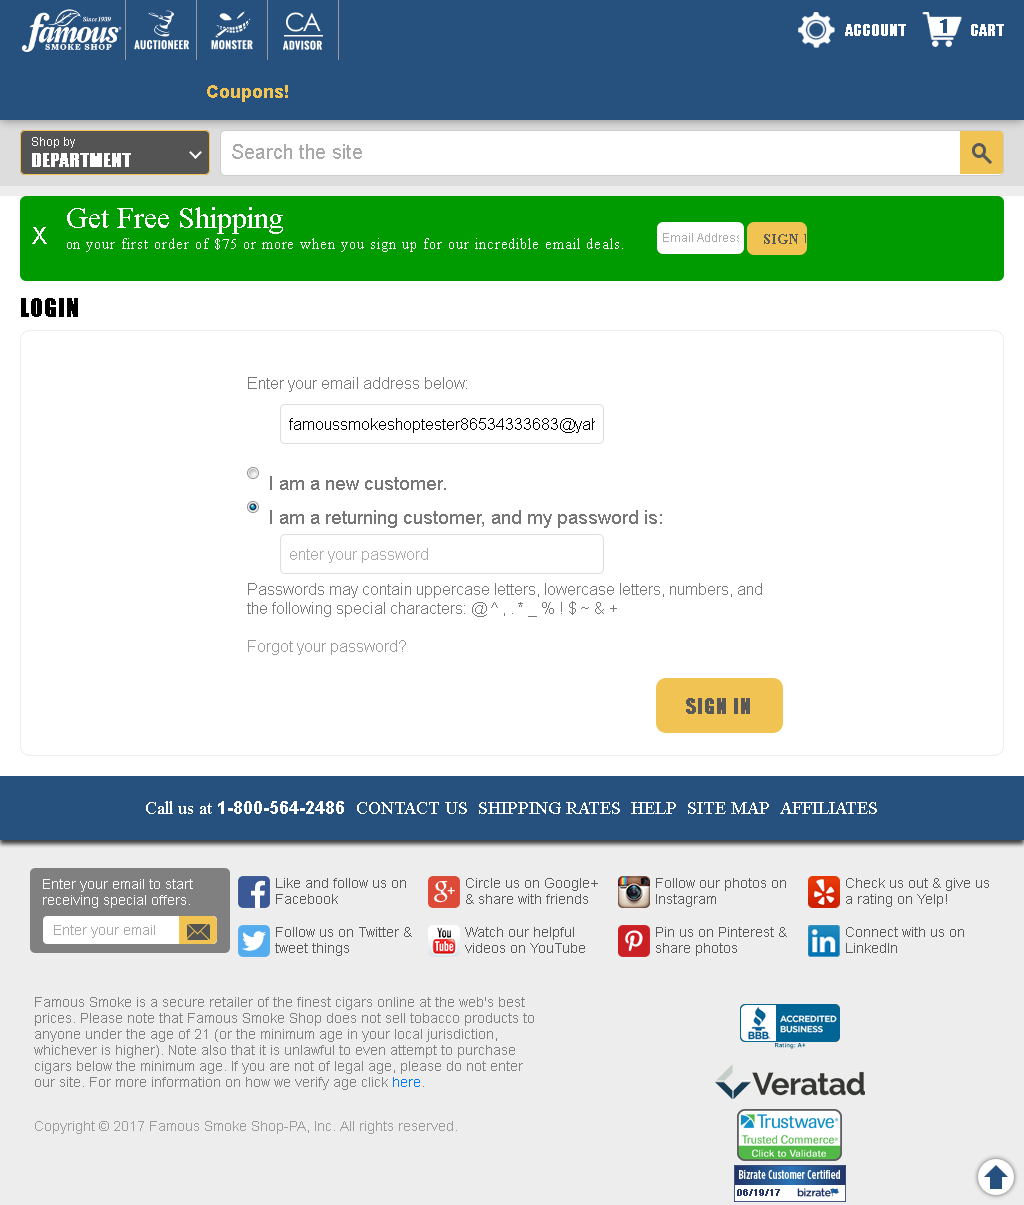 Since 1939
famous
SMOKE SHOP
AUCTIONEER
MONSTER
CA
ADVISOR
ACCOUNT
1
CART
Coupons!
Shop by
DEPARTMENT
Search the site
X
Get Free Shipping
on your first order of $75 or more when you sign up for our incredible email deals.
Email Address
SIGN
LOGIN
Enter your email address below:
famoussmokeshoptester86534333683@yah
I am a new customer.
I am a returning customer, and my password is:
enter your password
Passwords may contain uppercase letters, lowercase letters, numbers, and
the following special characters: @ ^ , . * _ % ! $ ~ & +
Forgot your password?
SIGN IN
Call us at 1-800-564-2486 CONTACT US SHIPPING RATES HELP SITE MAP AFFILIATES
Enter your email to start
receiving special offers.
Enter your email
Like and follow us on
Facebook
Circle us on Google+
& share with friends
Follow our photos on
Instagram
Check us out & give us
a rating on Yelp!
Follow us on Twitter &
tweet things
You
Tube
Watch our helpful
videos on YouTube
Pin us on Pinterest &
share photos
in
Connect with us on
LinkedIn
Famous Smoke is a secure retailer of the finest cigars online at the web's best
prices. Please note that Famous Smoke Shop does not sell tobacco products to
anyone under the age of 21 (or the minimum age in your local jurisdiction,
whichever is higher). Note also that it is unlawful to even attempt to purchase
cigars below the minimum age. If you are not of legal age, please do not enter
our site. For more information on how we verify age click here.
Copyright © 2017 Famous Smoke Shop-PA, Inc. All rights reserved.
BBB
ACCREDITED
BUSINESS
Rating: A+
Veratad
Trustwave
Trusted Commerce
Click to Validate
Bizrate Customer Certified
06/19/17 bizrate